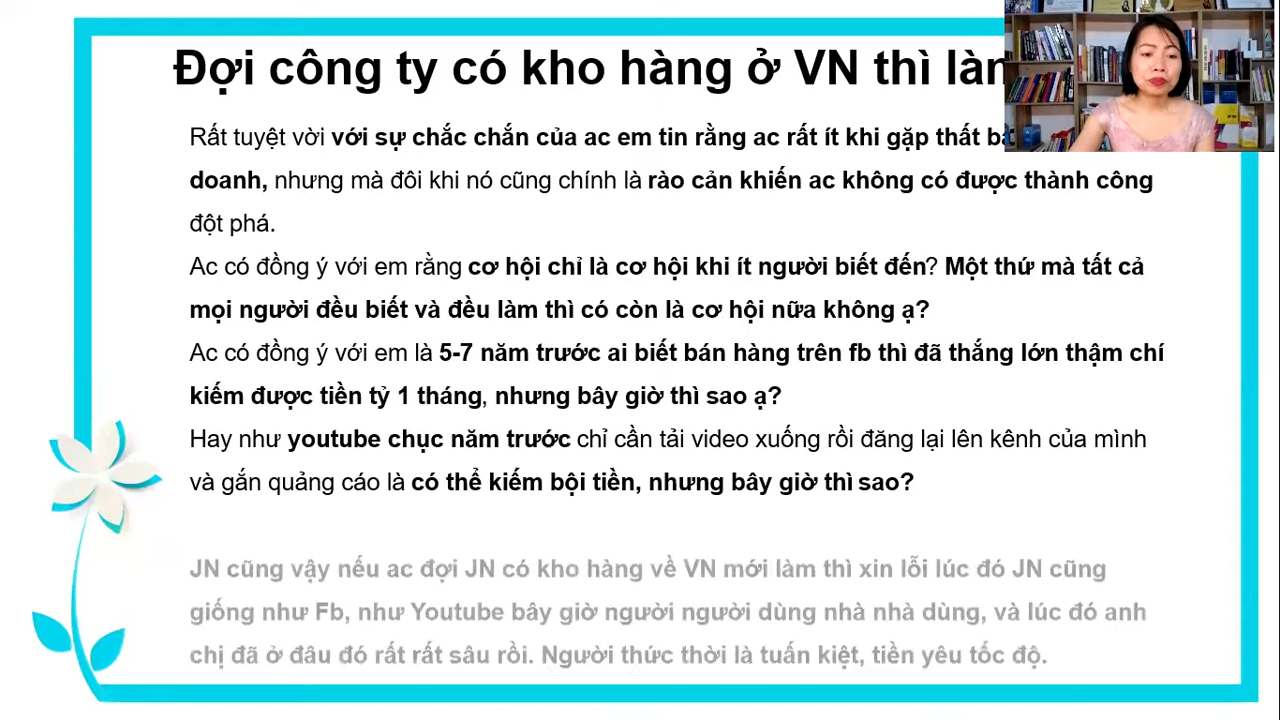 Đợi công ty có kho hàng ở VN thì
Rất tuyệt vời với sự chắc chắn của ac em tin rằng ac rất ít khi gặp thất
doanh, nhưng mà đôi khi nó cũng chính là rào cản khiến ac không có được thành công
đột phá.
Ac có đồng ý với em rằng cơ hội chỉ là cơ hội khi ít người biết đến? Một thứ mà tất cả
mọi người đều biết và đều làm thì có còn là cơ hội nữa không ạ?
Ac có đồng ý với em là 5-7 năm trước ai biết bán hàng trên fb thì đã thắng lớn thậm chí
kiếm được tiền tỷ 1 tháng, nhưng bây giờ thì sao ạ?
Hay như youtube chục năm trước chỉ cần tải video xuống rồi đăng lại lên kênh của mình
và gắn quảng cáo là có thể kiếm bội tiền, nhưng bây giờ thì sao?
JN cũng vậy nếu ac đợi JN có kho hàng về VN mới làm thì xin lỗi lúc đó JN cũng
giống như Fb, như Youtube bây giờ người người dùng nhà nhà dùng, và lúc đó anh
chị đã ở đâu đó rất rất sâu rồi. Người thức thời là tuấn kiệt, tiền yêu tốc độ.